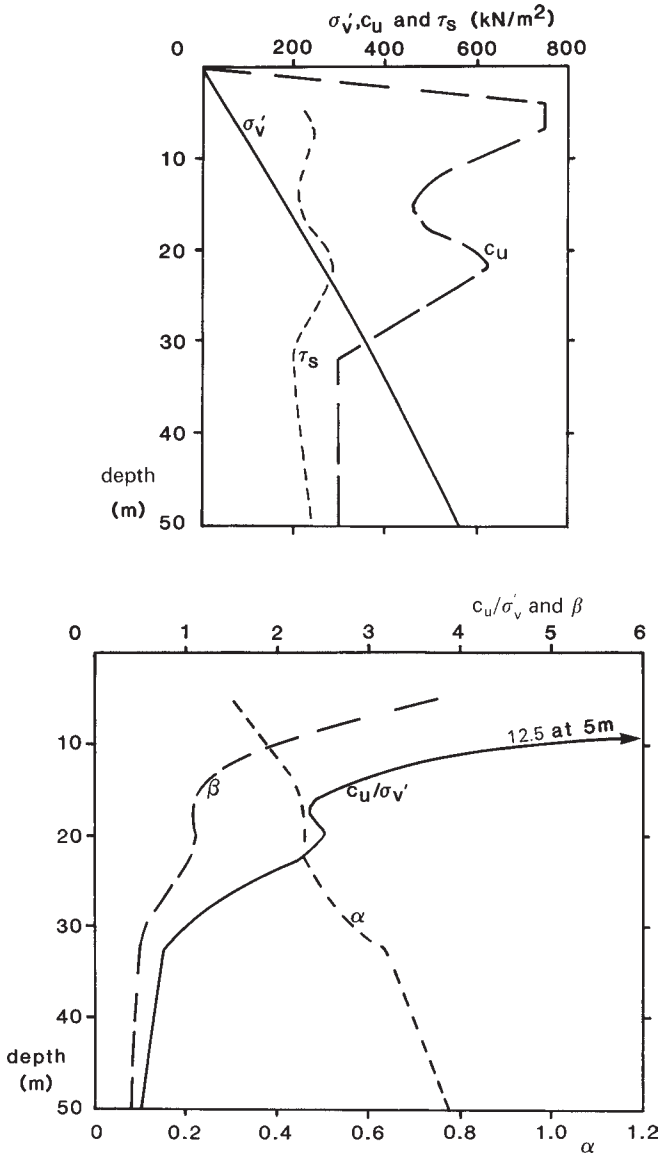 σᵥ′,cᵤ and τₛ (kN/m²)
0 200 400 600 800
σᵥ′
10
20
cᵤ
30
τₛ
40
depth
(m)
50
cᵤ/σᵥ′ and β
0 1 2 3 4 5 6
10
12.5 at 5m
β
cᵤ/σᵥ′
20
α
30
40
depth
(m)
50
0 0.2 0.4 0.6 0.8 1.0 1.2
α